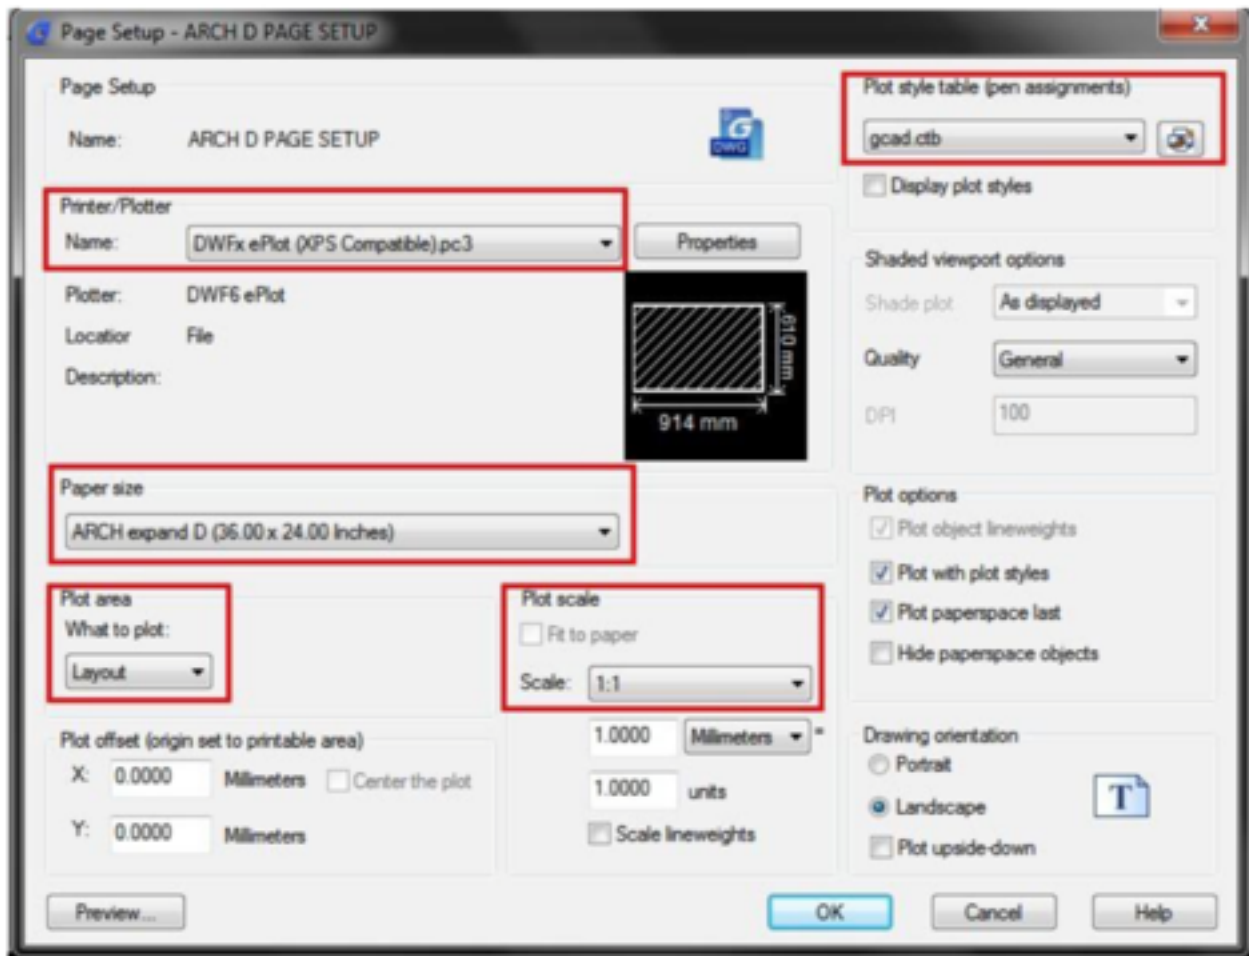 Page Setup - ARCH D PAGE SETUP
Page Setup
Name: ARCH D PAGE SETUP
G
DWG
Printer/Plotter
Name: DWFx ePlot (XPS Compatible).pc3
Properties
Plotter: DWF6 ePlot
Locatior File
Description:
610 mm
914 mm
Paper size
ARCH expand D (36.00 x 24.00 Inches)
Plot area
What to plot:
Layout
Plot scale
Fit to paper
Scale: 1:1
1.0000 Millimeters =
1.0000 units
Scale lineweights
Plot offset (origin set to printable area)
X: 0.0000 Millimeters Center the plot
Y: 0.0000 Millimeters
Plot style table (pen assignments)
gcad.ctb
Display plot styles
Shaded viewport options
Shade plot As displayed
Quality General
DPI 100
Plot options
Plot object lineweights
Plot with plot styles
Plot paperspace last
Hide paperspace objects
Drawing orientation
Portrait
Landscape
T
Plot upside-down
Preview...
OK
Cancel
Help